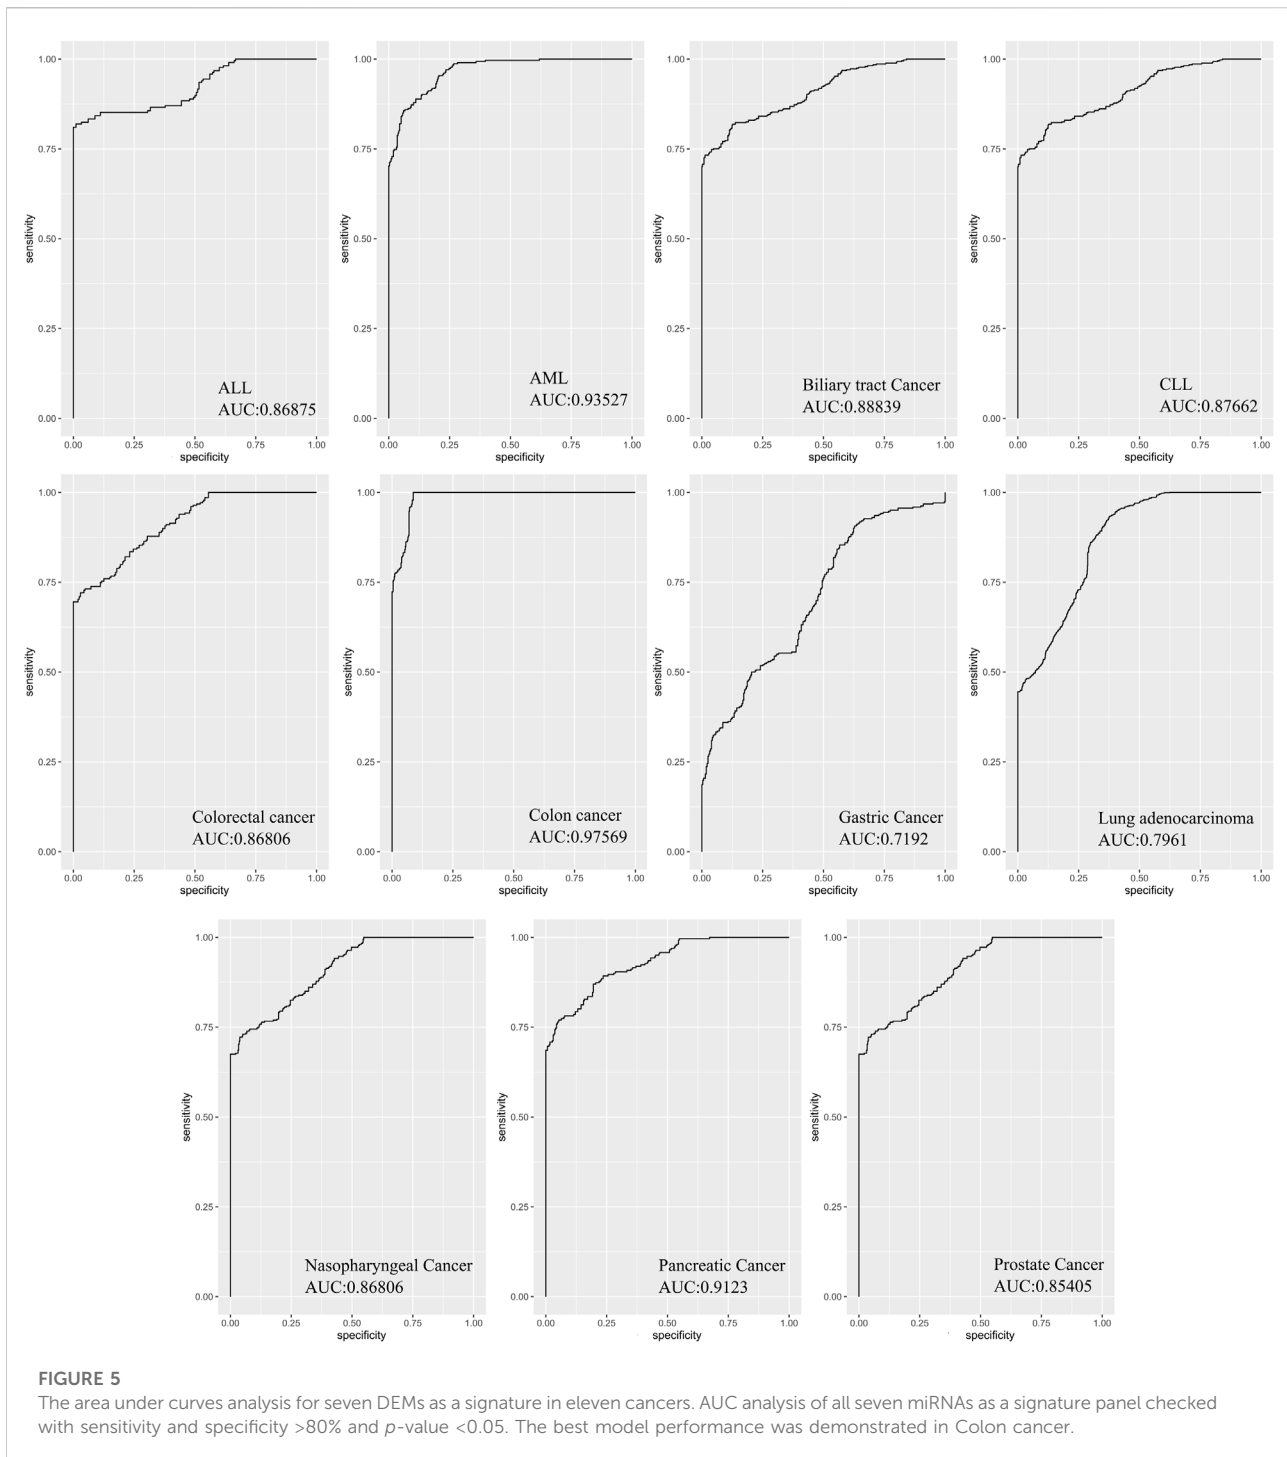 1.00
0.75
0.50
0.25
0.00
sensitivity
ALL
AUC:0.86875
0.00 0.25 0.50 0.75 1.00
specificity
1.00
0.75
0.50
0.25
0.00
sensitivity
AML
AUC:0.93527
0.00 0.25 0.50 0.75 1.00
specificity
1.00
0.75
0.50
0.25
0.00
sensitivity
Biliary tract Cancer
AUC:0.88839
0.00 0.25 0.50 0.75 1.00
specificity
1.00
0.75
0.50
0.25
0.00
sensitivity
CLL
AUC:0.87662
0.00 0.25 0.50 0.75 1.00
specificity
1.00
0.75
0.50
0.25
0.00
sensitivity
Colorectal cancer
AUC:0.86806
0.00 0.25 0.50 0.75 1.00
specificity
1.00
0.75
0.50
0.25
0.00
sensitivity
Colon cancer
AUC:0.97569
0.00 0.25 0.50 0.75 1.00
specificity
1.00
0.75
0.50
0.25
0.00
sensitivity
Gastric Cancer
AUC:0.7192
0.00 0.25 0.50 0.75 1.00
specificity
1.00
0.75
0.50
0.25
0.00
sensitivity
Lung adenocarcinoma
AUC:0.7961
0.00 0.25 0.50 0.75 1.00
specificity
1.00
0.75
0.50
0.25
0.00
sensitivity
Nasopharyngeal Cancer
AUC:0.86806
0.00 0.25 0.50 0.75 1.00
specificity
1.00
0.75
0.50
0.25
0.00
sensitivity
Pancreatic Cancer
AUC:0.9123
0.00 0.25 0.50 0.75 1.00
specificity
1.00
0.75
0.50
0.25
0.00
sensitivity
Prostate Cancer
AUC:0.85405
0.00 0.25 0.50 0.75 1.00
specificity
FIGURE 5
The area under curves analysis for seven DEMs as a signature in eleven cancers. AUC analysis of all seven miRNAs as a signature panel checked
with sensitivity and specificity >80% and p-value <0.05. The best model performance was demonstrated in Colon cancer.